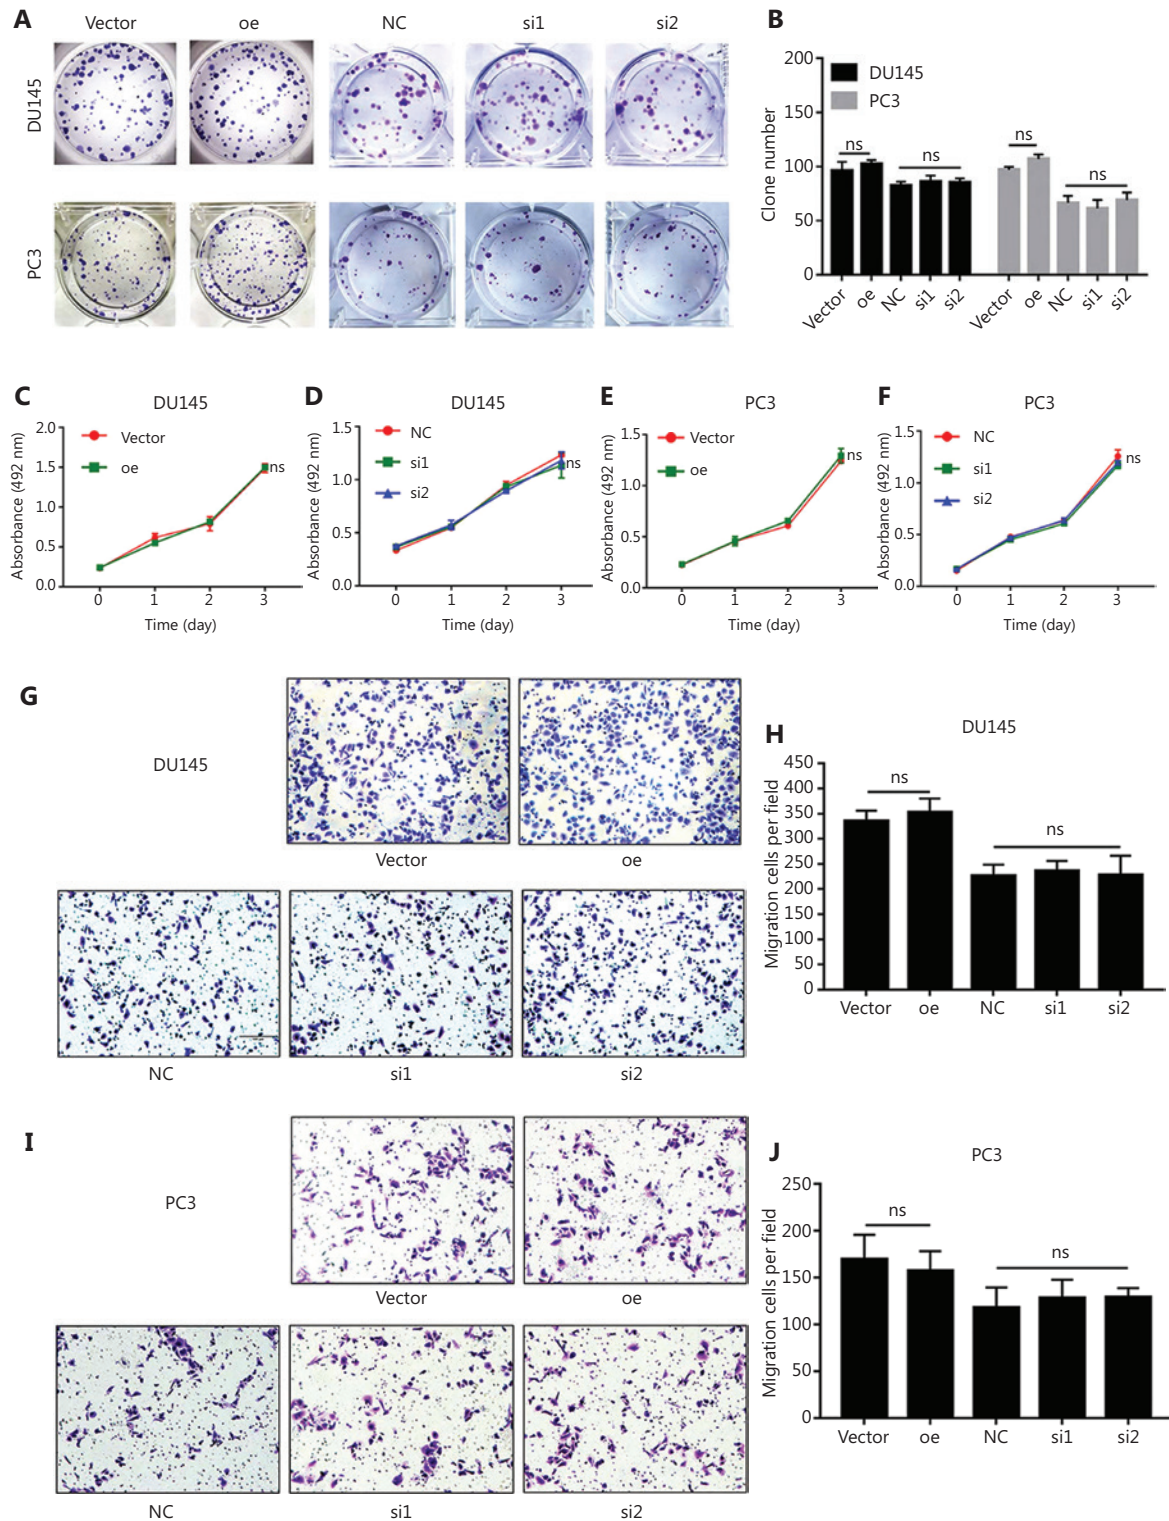 A
Vector oe NC si1 si2
DU145
PC3
B
200
150
100
50
0
Clone number
DU145
PC3
ns ns ns ns
Vector oe NC si1 si2 Vector oe NC si1 si2
C
DU145
2.0
1.5
1.0
0.5
0.0
Absorbance (492 nm)
Vector
oe
ns
0 1 2 3
Time (day)
D
DU145
1.5
1.0
0.5
0.0
Absorbance (492 nm)
NC
si1
si2
ns
0 1 2 3
Time (day)
E
PC3
1.5
1.0
0.5
0.0
Absorbance (492 nm)
Vector
oe
ns
0 1 2 3
Time (day)
F
PC3
1.5
1.0
0.5
0.0
Absorbance (492 nm)
NC
si1
si2
ns
0 1 2 3
Time (day)
G
DU145
Vector oe
NC si1 si2
H
DU145
450
400
350
300
250
200
150
100
50
0
Migration cells per field
ns
ns
Vector oe NC si1 si2
I
PC3
Vector oe
NC si1 si2
J
PC3
250
200
150
100
50
0
Migration cells per field
ns
ns
Vector oe NC si1 si2